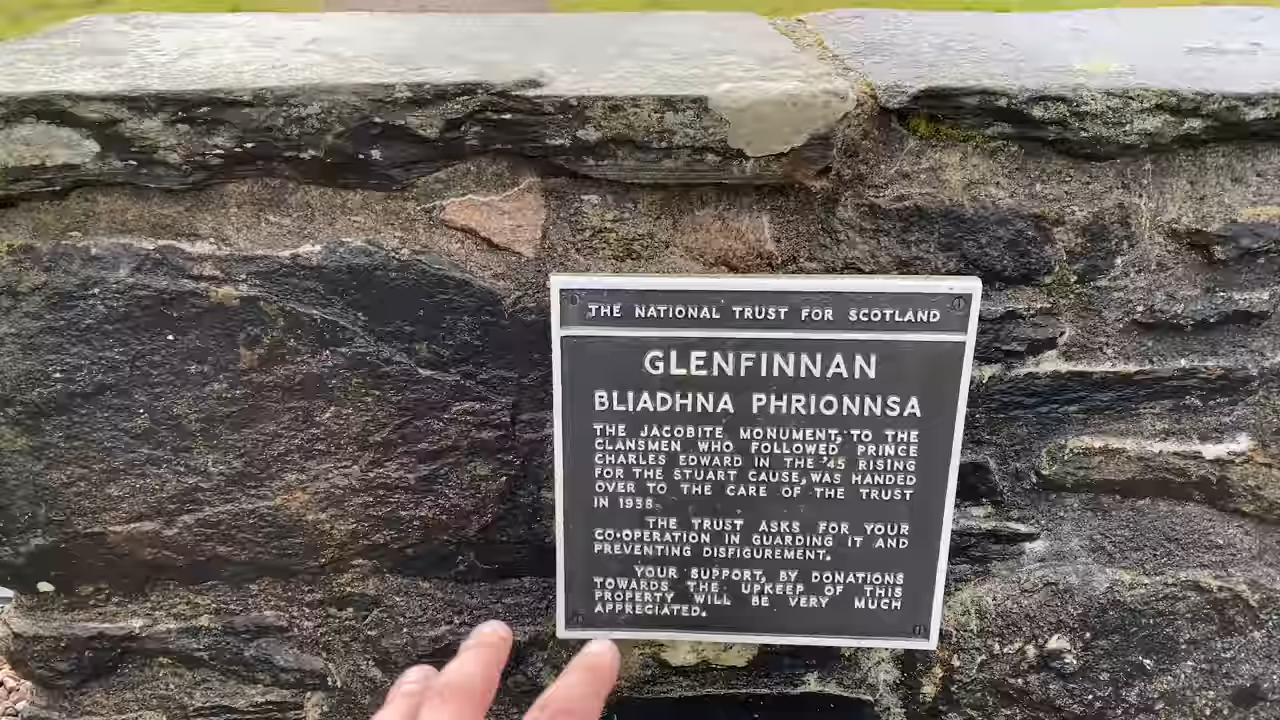 THE NATIONAL TRUST FOR SCOTLAND
GLENFINNAN
BLIADHNA PHRIONNSA
THE JACOBITE MONUMENT, TO THE
CLANSMEN WHO FOLLOWED PRINCE
CHARLES EDWARD IN THE '45 RISING
FOR THE STUART CAUSE, WAS HANDED
OVER TO THE CARE OF THE TRUST
IN 1938.
THE TRUST ASKS FOR YOUR
CO-OPERATION IN GUARDING IT AND
PREVENTING DISFIGUREMENT.
YOUR SUPPORT, BY DONATIONS
TOWARDS THE UPKEEP OF THIS
PROPERTY WILL BE VERY MUCH
APPRECIATED.